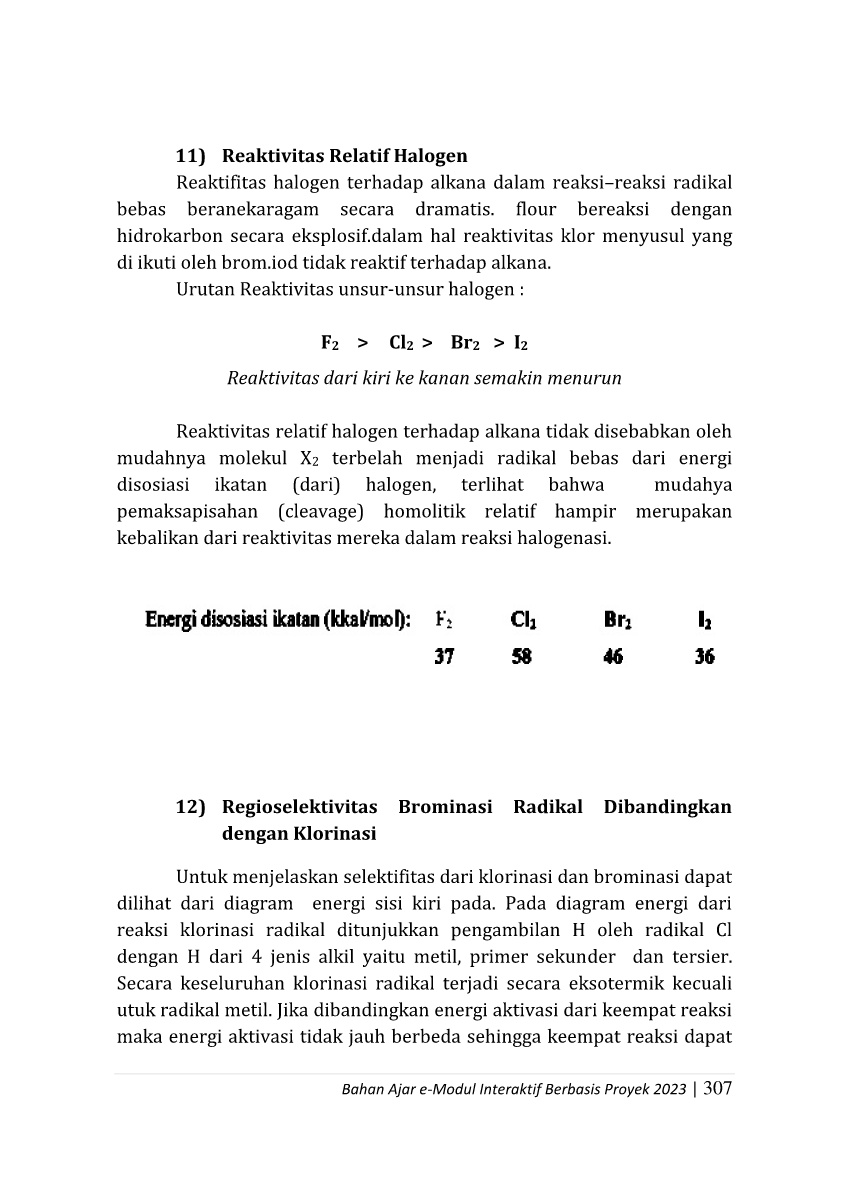 11) Reaktivitas Relatif Halogen
Reaktifitas halogen terhadap alkana dalam reaksi–reaksi radikal
bebas beranekaragam secara dramatis. flour bereaksi dengan
hidrokarbon secara eksplosif.dalam hal reaktivitas klor menyusul yang
di ikuti oleh brom.iod tidak reaktif terhadap alkana.
Urutan Reaktivitas unsur-unsur halogen :
F₂ > Cl₂ > Br₂ > I₂
Reaktivitas dari kiri ke kanan semakin menurun
Reaktivitas relatif halogen terhadap alkana tidak disebabkan oleh
mudahnya molekul X₂ terbelah menjadi radikal bebas dari energi
disosiasi ikatan (dari) halogen, terlihat bahwa mudahya
pemaksapisahan (cleavage) homolitik relatif hampir merupakan
kebalikan dari reaktivitas mereka dalam reaksi halogenasi.
Energi disosiasi ikatan (kkal/mol): F₂ Cl₂ Br₂ I₂
37 58 46 36
12) Regioselektivitas Brominasi Radikal Dibandingkan
dengan Klorinasi
Untuk menjelaskan selektifitas dari klorinasi dan brominasi dapat
dilihat dari diagram energi sisi kiri pada. Pada diagram energi dari
reaksi klorinasi radikal ditunjukkan pengambilan H oleh radikal Cl
dengan H dari 4 jenis alkil yaitu metil, primer sekunder dan tersier.
Secara keseluruhan klorinasi radikal terjadi secara eksotermik kecuali
utuk radikal metil. Jika dibandingkan energi aktivasi dari keempat reaksi
maka energi aktivasi tidak jauh berbeda sehingga keempat reaksi dapat
Bahan Ajar e-Modul Interaktif Berbasis Proyek 2023 | 307